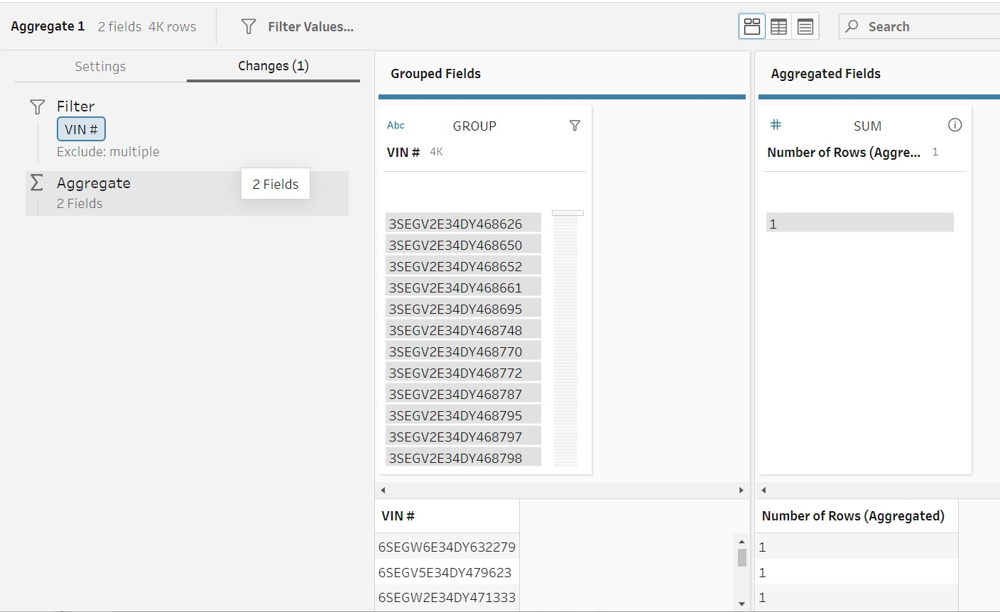 Aggregate 1 2 fields 4K rows Filter Values... Search
Settings Changes (1)
Filter
VIN #
Exclude: multiple
Aggregate
2 Fields
2 Fields
Grouped Fields
Abc GROUP
VIN # 4K
3SEGV2E34DY468626
3SEGV2E34DY468650
3SEGV2E34DY468652
3SEGV2E34DY468661
3SEGV2E34DY468695
3SEGV2E34DY468748
3SEGV2E34DY468770
3SEGV2E34DY468772
3SEGV2E34DY468787
3SEGV2E34DY468795
3SEGV2E34DY468797
3SEGV2E34DY468798
Aggregated Fields
# SUM
Number of Rows (Aggre... 1
1
VIN # Number of Rows (Aggregated)
6SEGW6E34DY632279 1
6SEGV5E34DY479623 1
6SEGW2E34DY471333 1